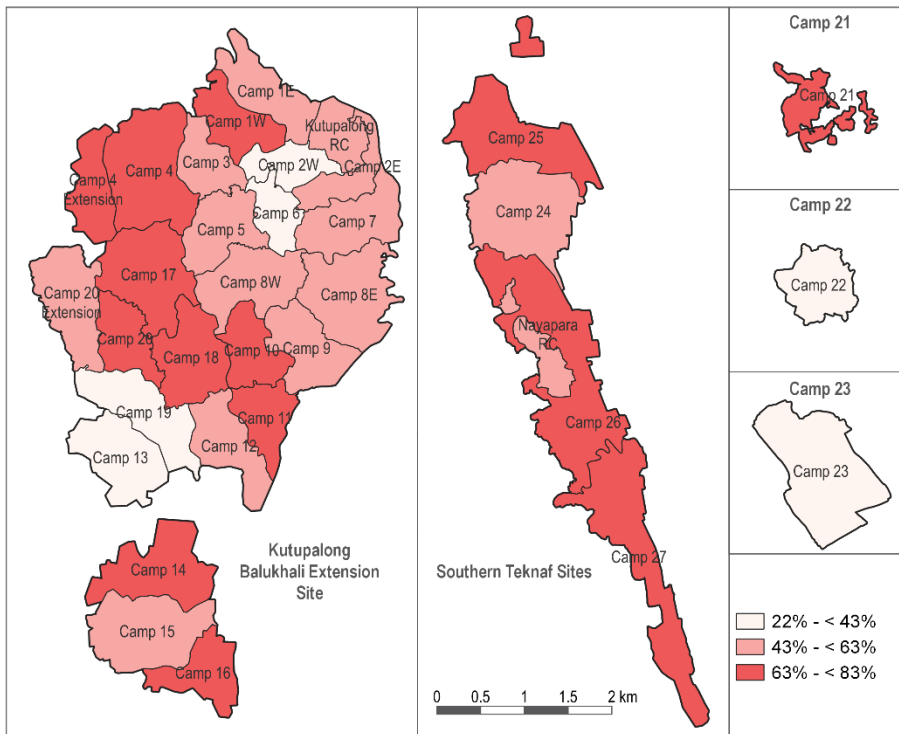 Camp 1E
Camp 1W
Kutupalong
RC
Camp 3
Camp 2W
Camp 2E
Camp 4
Camp 4
Extension
Camp 6
Camp 5
Camp 7
Camp 17
Camp 8W
Camp 8E
Camp 20
Extension
Camp 20
Camp 18
Camp 10
Camp 9
Camp 19
Camp 11
Camp 12
Camp 13
Camp 14
Camp 15
Camp 16
Kutupalong
Balukhali Extension
Site
Camp 25
Camp 24
Nayapara
RC
Camp 26
Camp 27
Southern Teknaf Sites
0 0.5 1 1.5 2 km
Camp 21
Camp 21
Camp 22
Camp 22
Camp 23
Camp 23
22% - < 43%
43% - < 63%
63% - < 83%